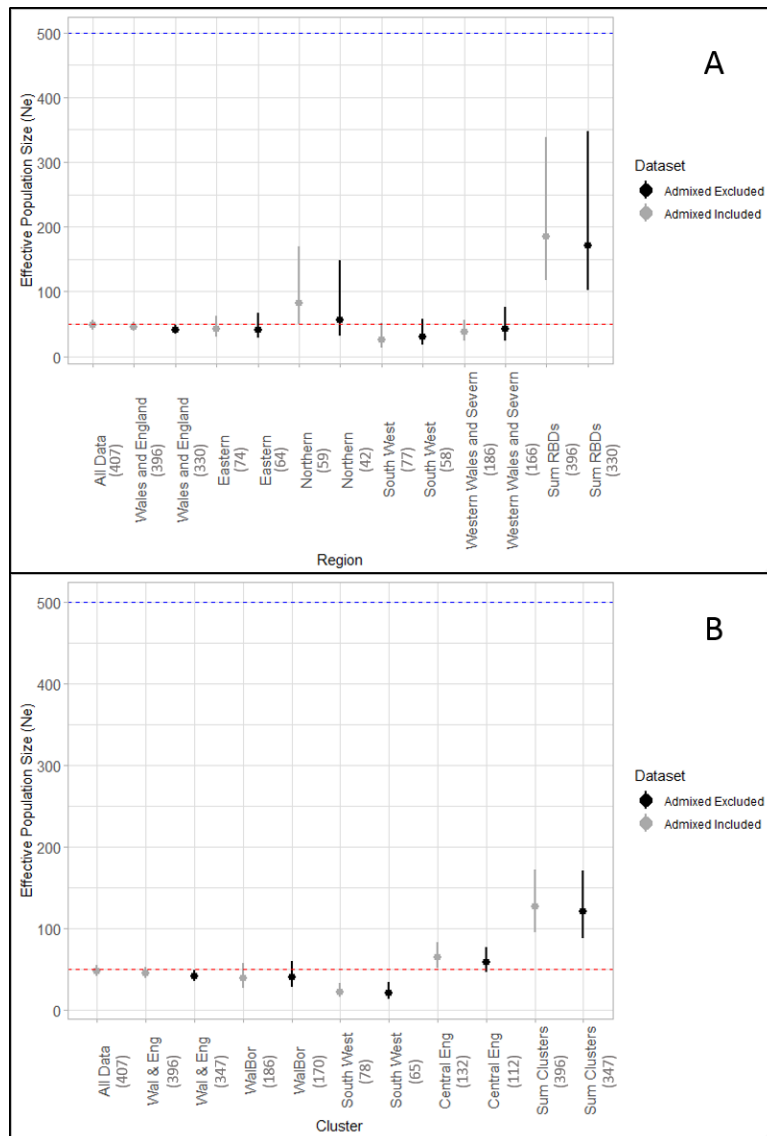 A
Effective Population Size (Ne)
500
400
300
200
100
0
All Data
(407)
Wales and England
(396)
Wales and England
(330)
Eastern
(74)
Eastern
(64)
Northern
(59)
Northern
(42)
South West
(77)
South West
(58)
Western Wales and Severn
(186)
Western Wales and Severn
(166)
Sum RBDs
(396)
Sum RBDs
(330)
Region
Dataset
Admixed Excluded
Admixed Included
B
Effective Population Size (Ne)
500
400
300
200
100
0
All Data
(407)
Wal & Eng
(396)
Wal & Eng
(347)
WalBor
(186)
WalBor
(170)
South West
(78)
South West
(65)
Central Eng
(132)
Central Eng
(112)
Sum Clusters
(396)
Sum Clusters
(347)
Cluster
Dataset
Admixed Excluded
Admixed Included